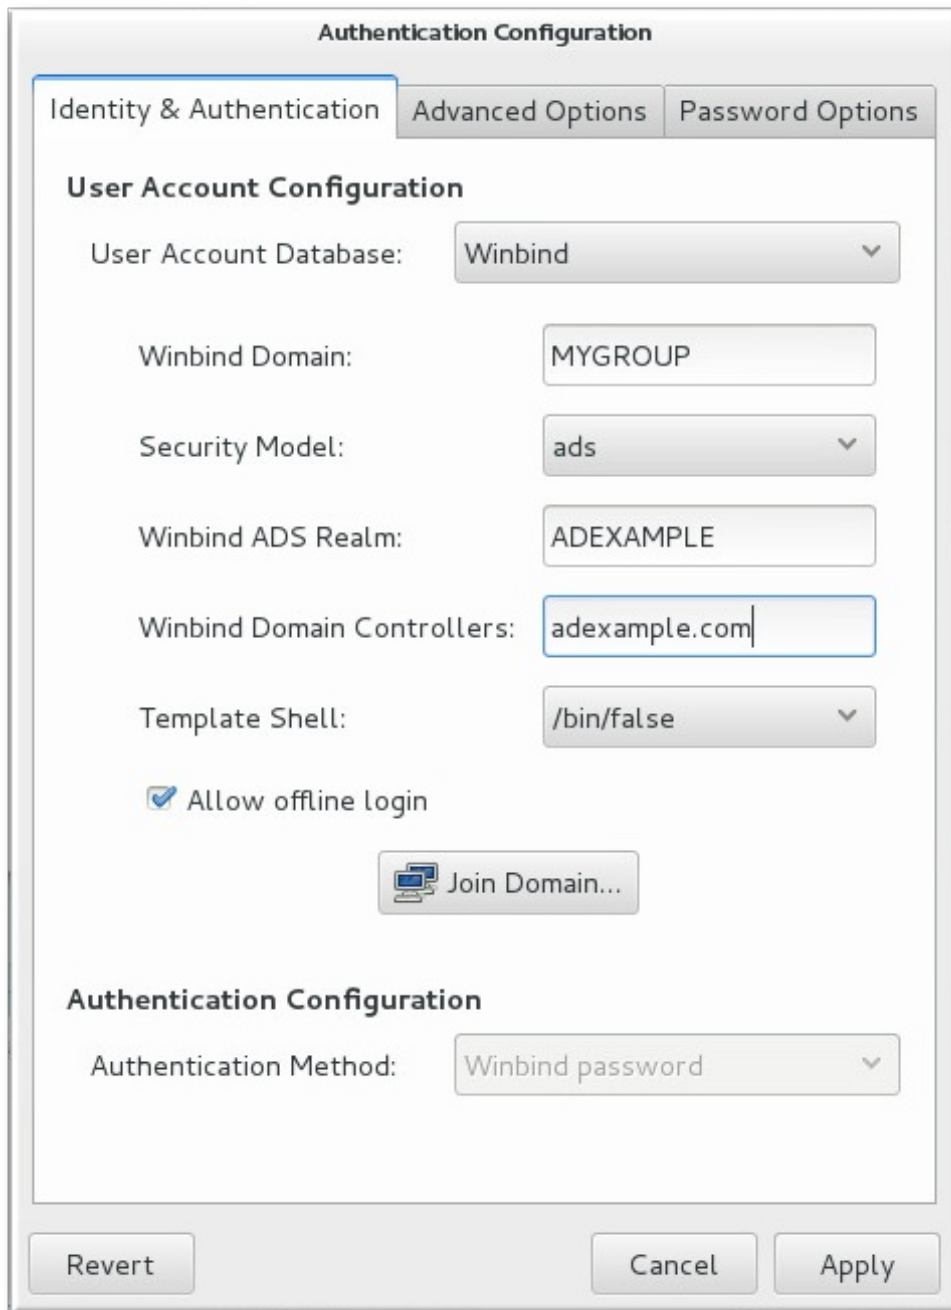 Authentication Configuration
Identity & Authentication
Advanced Options
Password Options
User Account Configuration
User Account Database: Winbind
Winbind Domain: MYGROUP
Security Model: ads
Winbind ADS Realm: ADEXAMPLE
Winbind Domain Controllers: adexample.com
Template Shell: /bin/false
Allow offline login
Join Domain...
Authentication Configuration
Authentication Method: Winbind password
Revert
Cancel
Apply